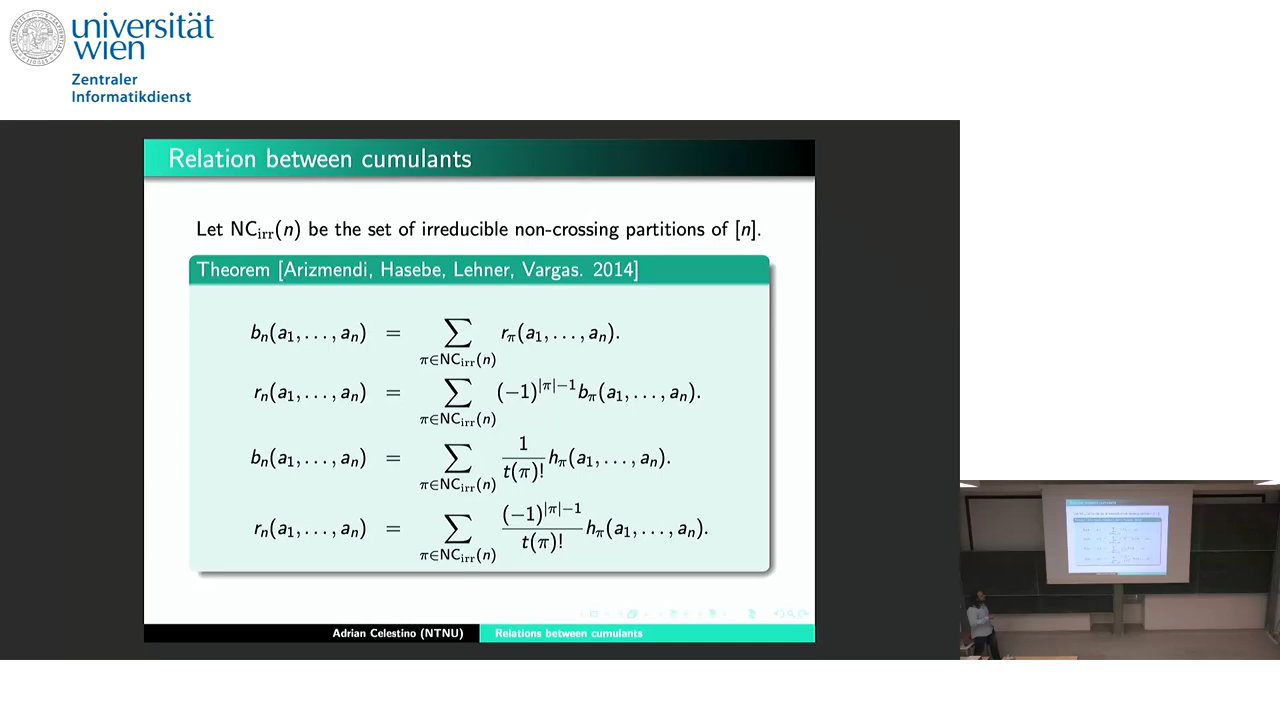 universität
wien
Zentraler
Informatikdienst
Relation between cumulants
Let NC_irr(n) be the set of irreducible non-crossing partitions of [n].
Theorem [Arizmendi, Hasebe, Lehner, Vargas. 2014]
b_n(a_1, . . . , a_n) = ∑_{π∈NC_irr(n)} r_π(a_1, . . . , a_n).
r_n(a_1, . . . , a_n) = ∑_{π∈NC_irr(n)} (−1)^{|π|−1} b_π(a_1, . . . , a_n).
b_n(a_1, . . . , a_n) = ∑_{π∈NC_irr(n)} \frac{1}{t(π)!} h_π(a_1, . . . , a_n).
r_n(a_1, . . . , a_n) = ∑_{π∈NC_irr(n)} \frac{(−1)^{|π|−1}}{t(π)!} h_π(a_1, . . . , a_n).
Adrian Celestino (NTNU) Relations between cumulants